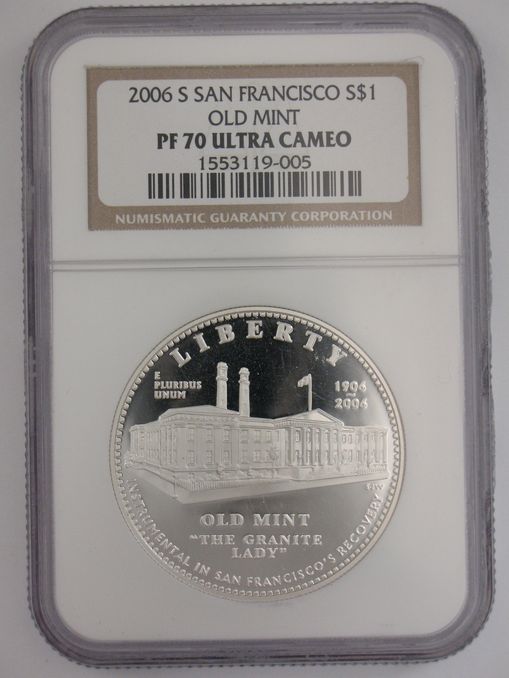 2006 S SAN FRANCISCO S$1
OLD MINT
PF 70 ULTRA CAMEO
1553119-005
NUMISMATIC GUARANTY CORPORATION
LIBERTY
E
PLURIBUS
UNUM
1906
~
2006
OLD MINT
"THE GRANITE
LADY"
INSTRUMENTAL IN SAN FRANCISCO'S RECOVERY